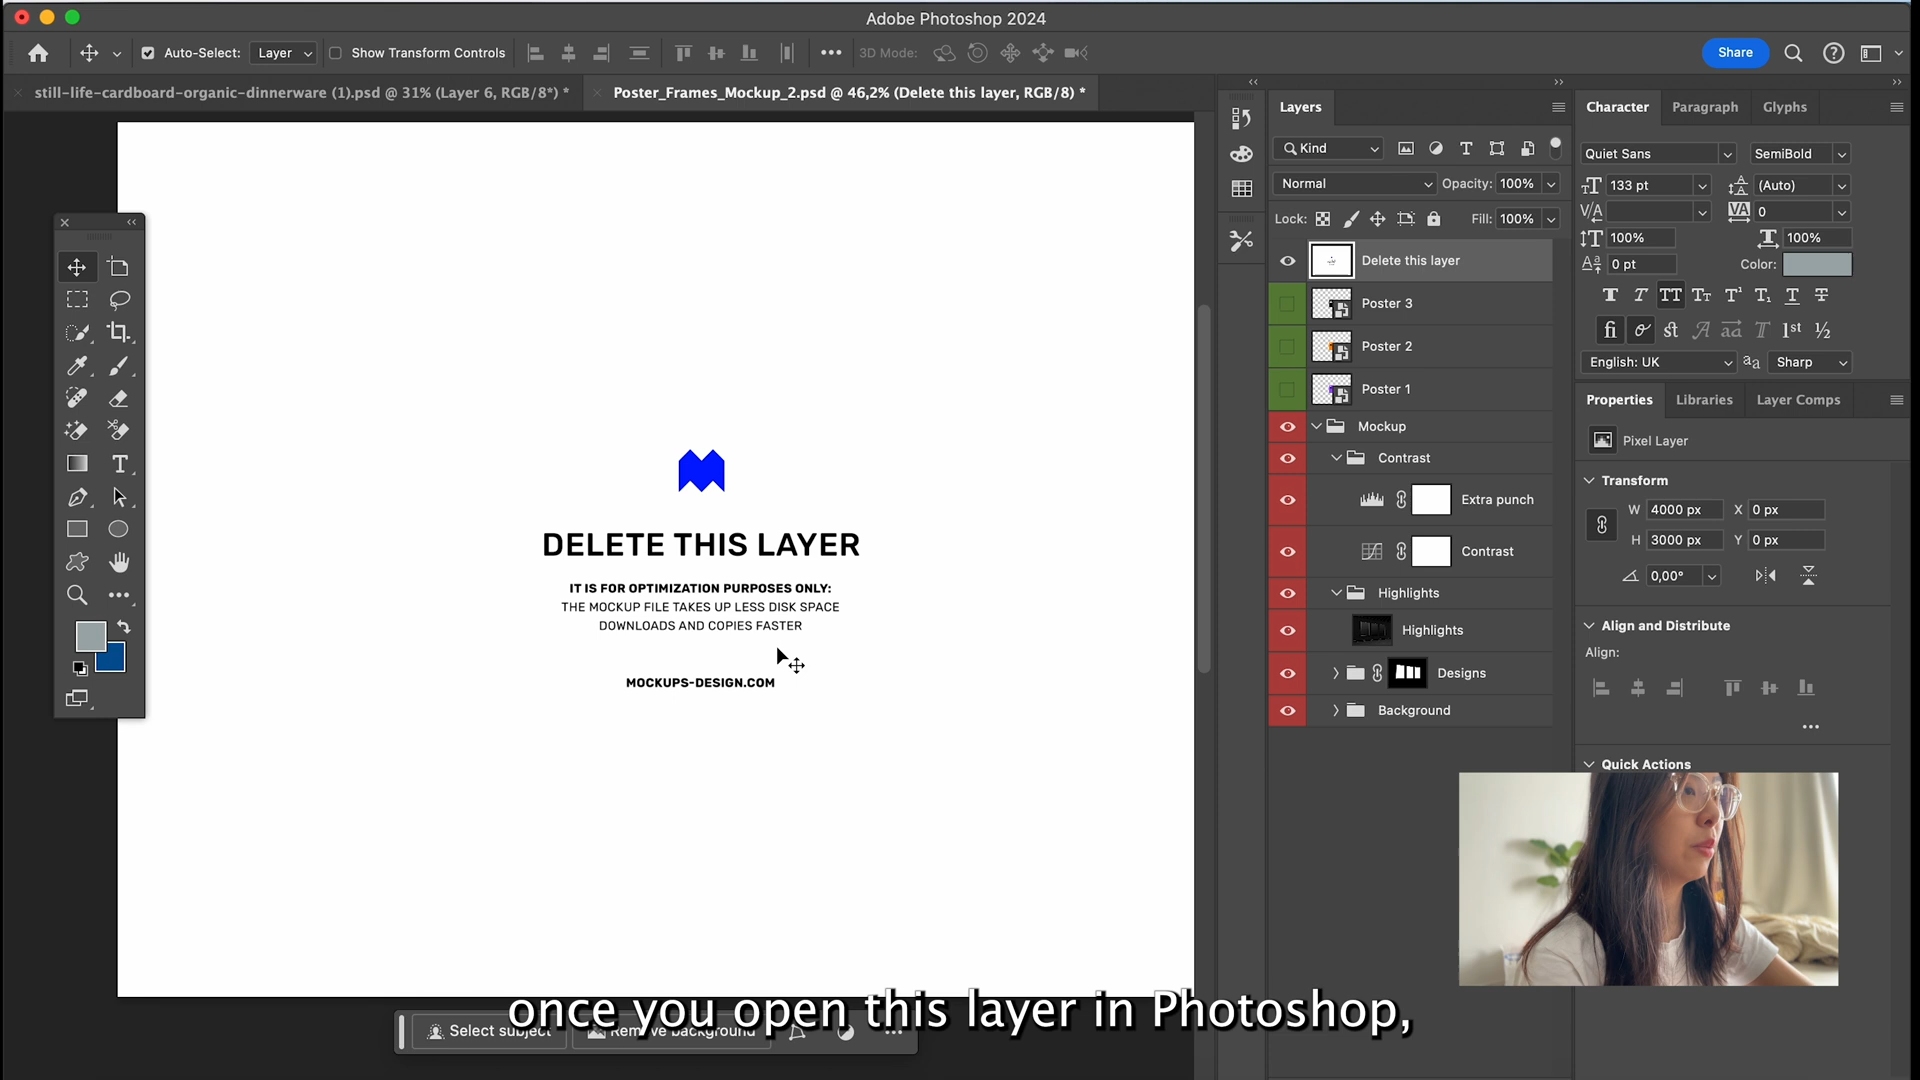 Adobe Photoshop 2024
Auto-Select: Layer Show Transform Controls 3D Mode: Share
still-life-cardboard-organic-dinnerware (1).psd @ 31% (Layer 6, RGB/8*) *
Poster_Frames_Mockup_2.psd @ 46,2% (Delete this layer, RGB/8) *
DELETE THIS LAYER
IT IS FOR OPTIMIZATION PURPOSES ONLY:
THE MOCKUP FILE TAKES UP LESS DISK SPACE
DOWNLOADS AND COPIES FASTER
MOCKUPS-DESIGN.COM
Select subject Remove background
Layers
Kind
Normal Opacity: 100%
Lock: Fill: 100%
Delete this layer
Poster 3
Poster 2
Poster 1
Mockup
Contrast
Extra punch
Contrast
Highlights
Highlights
Designs
Background
Character Paragraph Glyphs
Quiet Sans SemiBold
133 pt (Auto)
0
100% 100%
0 pt Color:
English: UK Sharp
Properties Libraries Layer Comps
Pixel Layer
Transform
W 4000 px X 0 px
H 3000 px Y 0 px
0,00°
Align and Distribute
Align:
Quick Actions
once you open this layer in Photoshop,